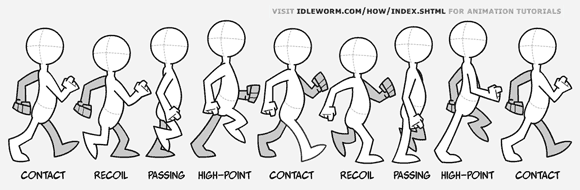 VISIT IDLEWORM.COM/HOW/INDEX.SHTML FOR ANIMATION TUTORIALS
CONTACT RECOIL PASSING HIGH-POINT CONTACT RECOIL PASSING HIGH-POINT CONTACT